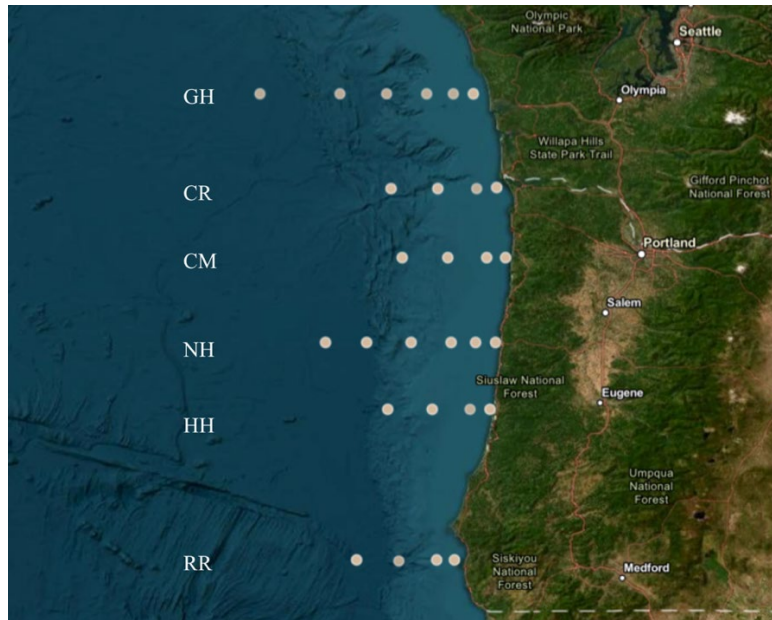 Olympic
National Park
Seattle
GH
Olympia
Willapa Hills
State Park Trail
Gifford Pinchot
National Forest
CR
Portland
CM
Salem
NH
Siuslaw National
Forest
Eugene
HH
Umpqua
National
Forest
RR
Siskiyou
National
Forest
Medford